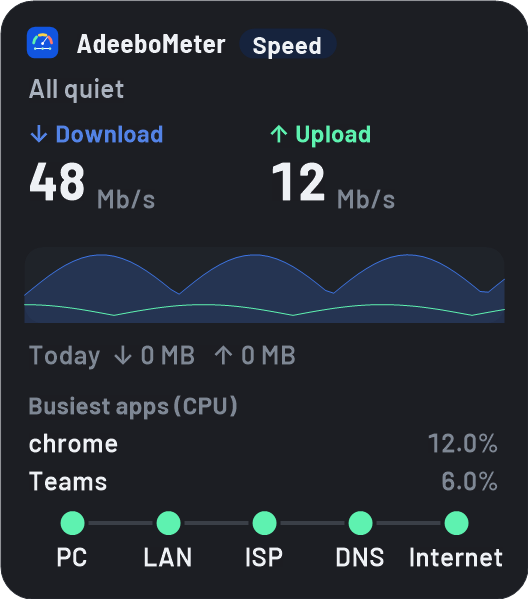 AdeeboMeter Speed
All quiet
↓ Download ↑ Upload
48 Mb/s 12 Mb/s
Today ↓ 0 MB ↑ 0 MB
Busiest apps (CPU)
chrome 12.0%
Teams 6.0%
PC LAN ISP DNS Internet